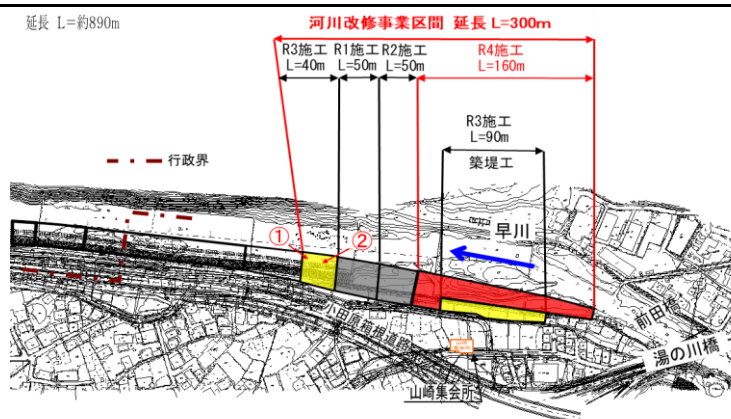 延長 L=約890m
河川改修事業区間 延長 L=300m
R3施工
L=40m
R1施工
L=50m
R2施工
L=50m
R4施工
L=160m
R3施工
L=90m
築堤工
行政界
早川
①
②
小田急箱根鉄道
前田橋
湯の川橋
山崎集会所